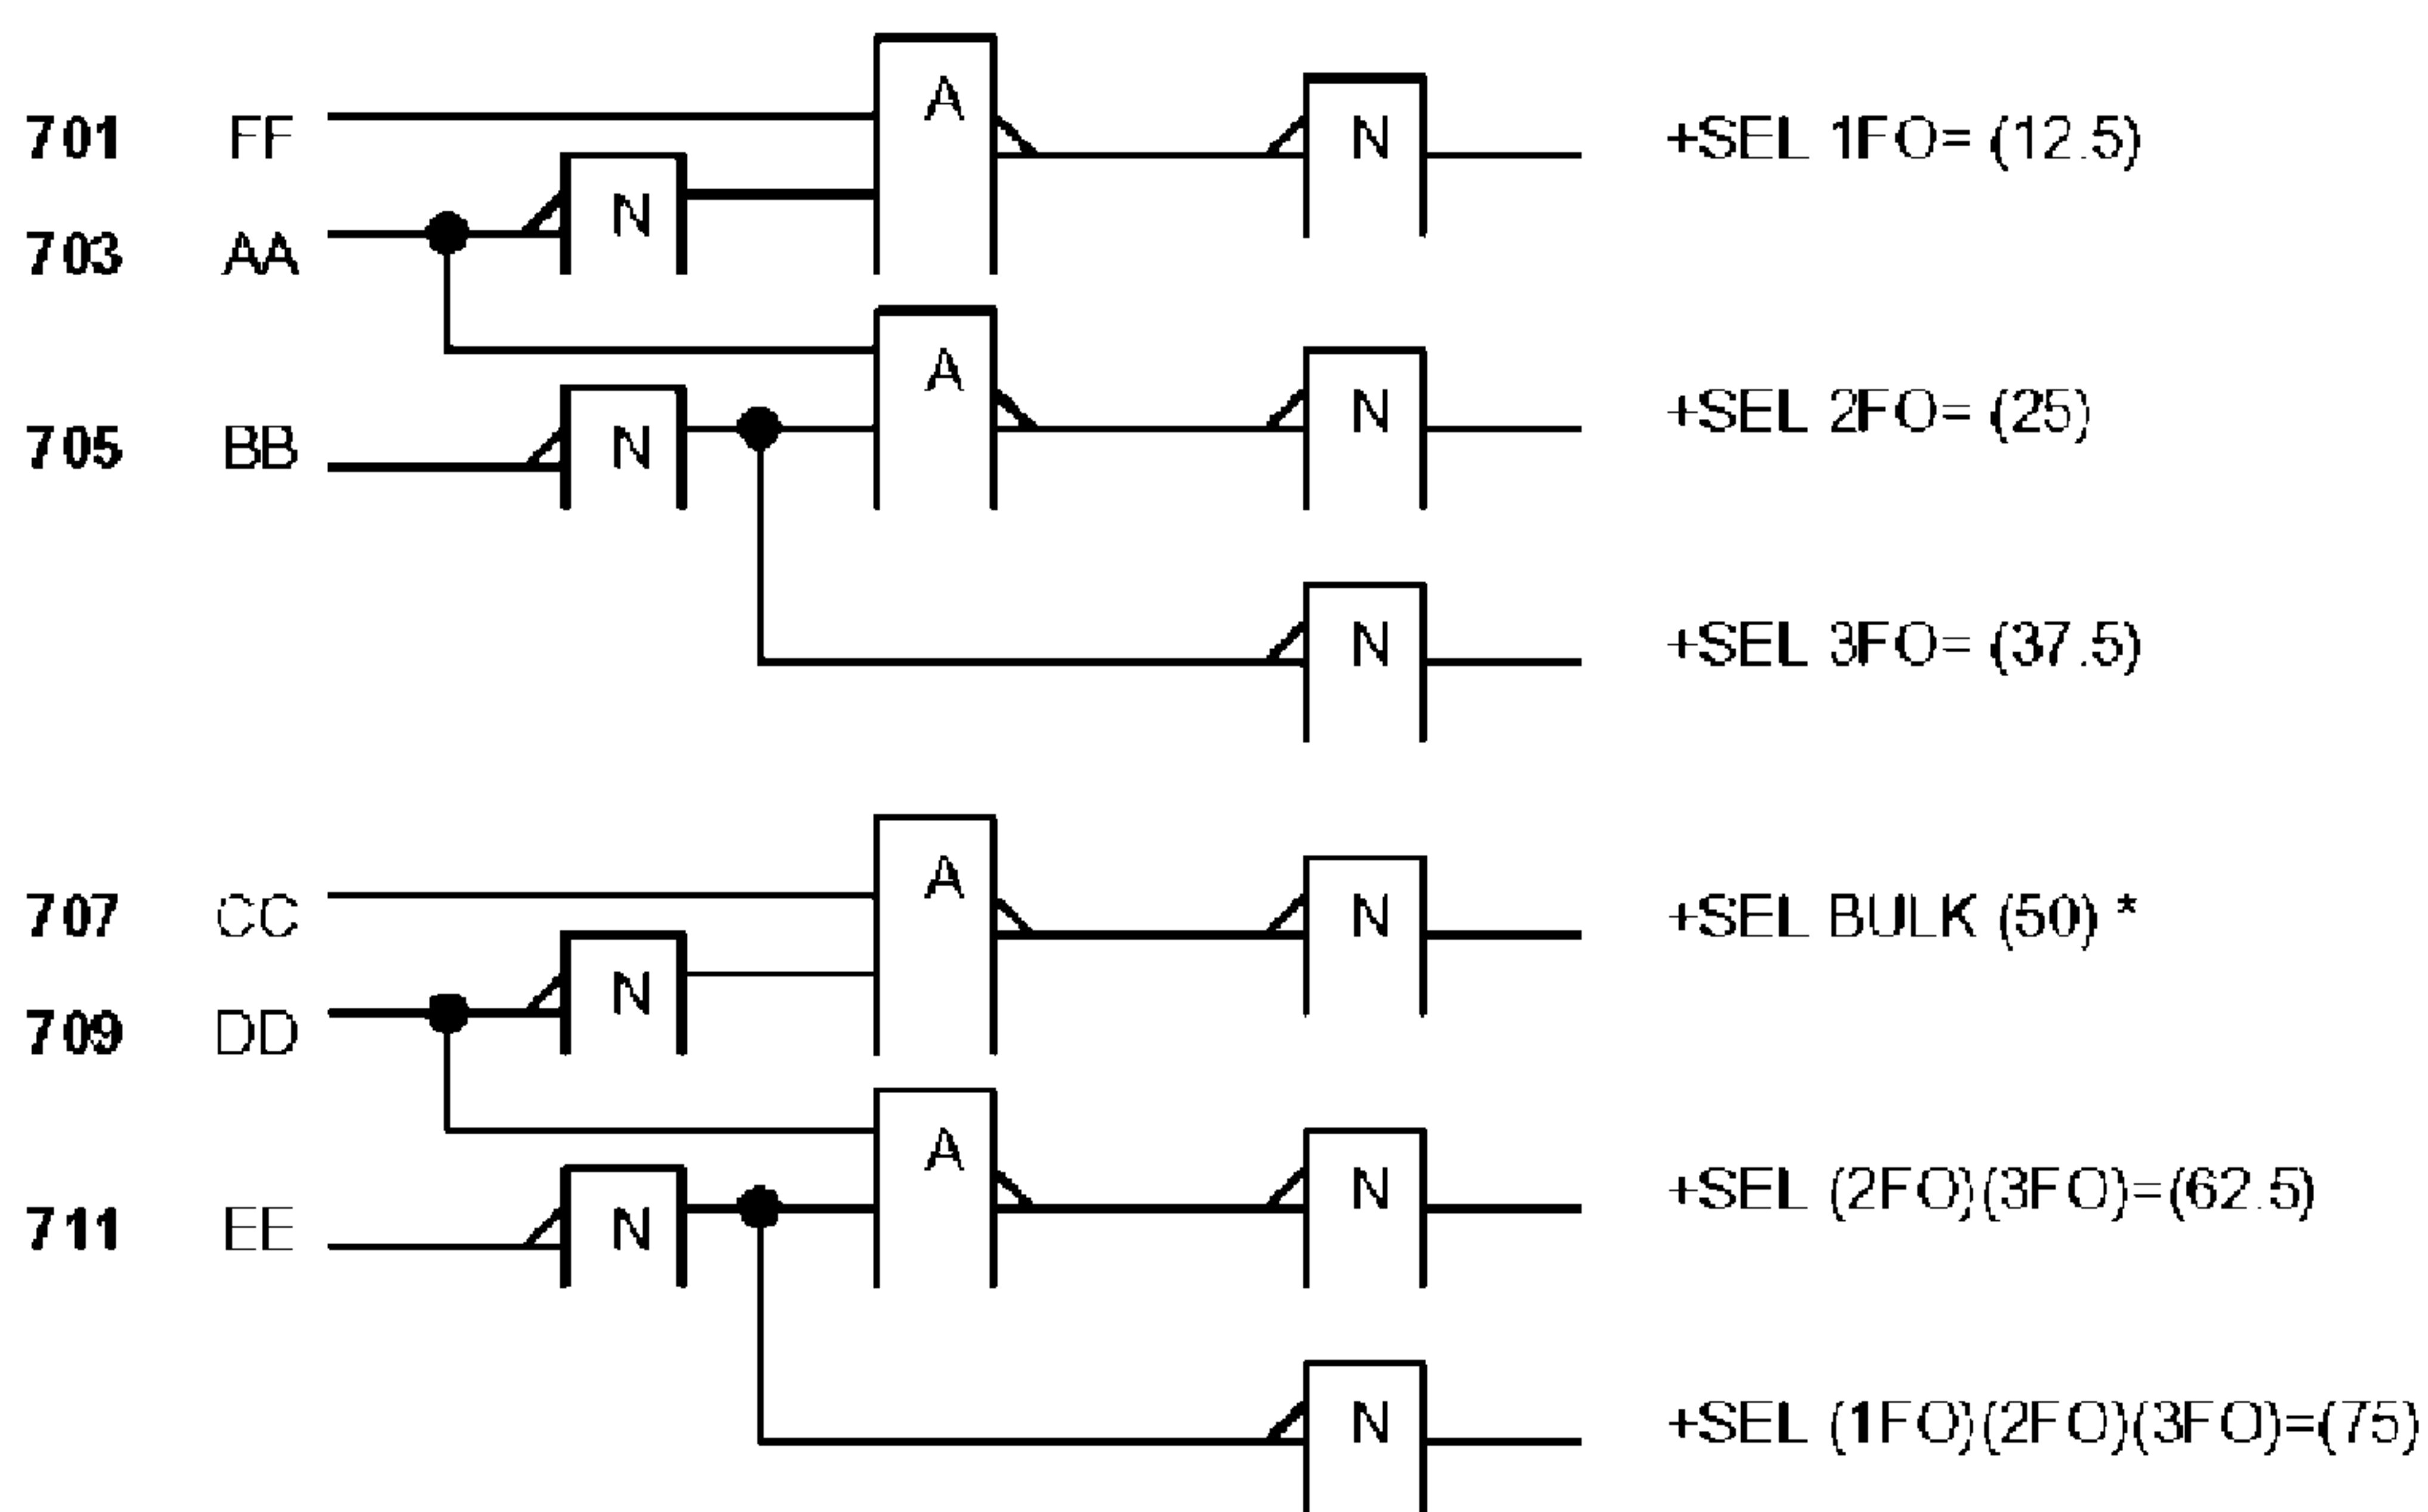 A
701 FF N +SEL 1FO= (12.5)
N
703 AA
A
705 BB N N +SEL 2FO= (25)
N +SEL 3FO= (37.5)
A
707 CC N +SEL BULK (50) *
N
709 DD
A
711 EE N N +SEL (2FO)(3FO)=(62.5)
N +SEL (1FO)(2FO)(3FO)=(75)